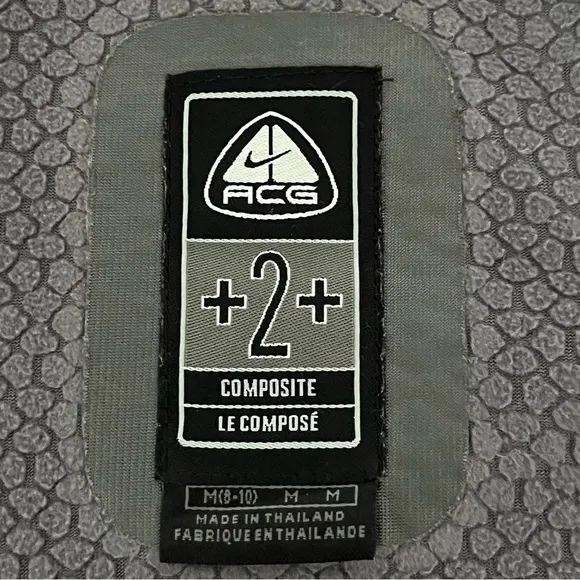 ACG
+2+
COMPOSITE
LE COMPOSÉ
M(8-10) M M
MADE IN THAILAND
FABRIQUE EN THAILANDE